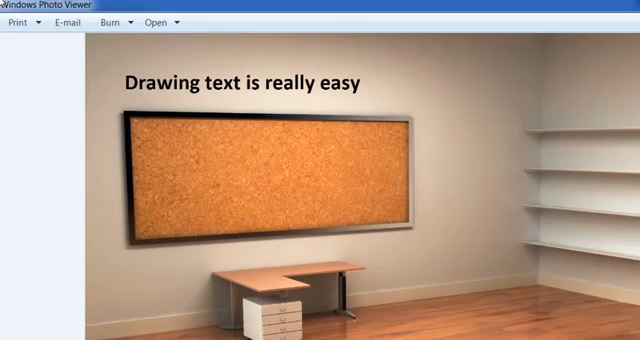 Windows Photo Viewer
Print E-mail Burn Open
Drawing text is really easy